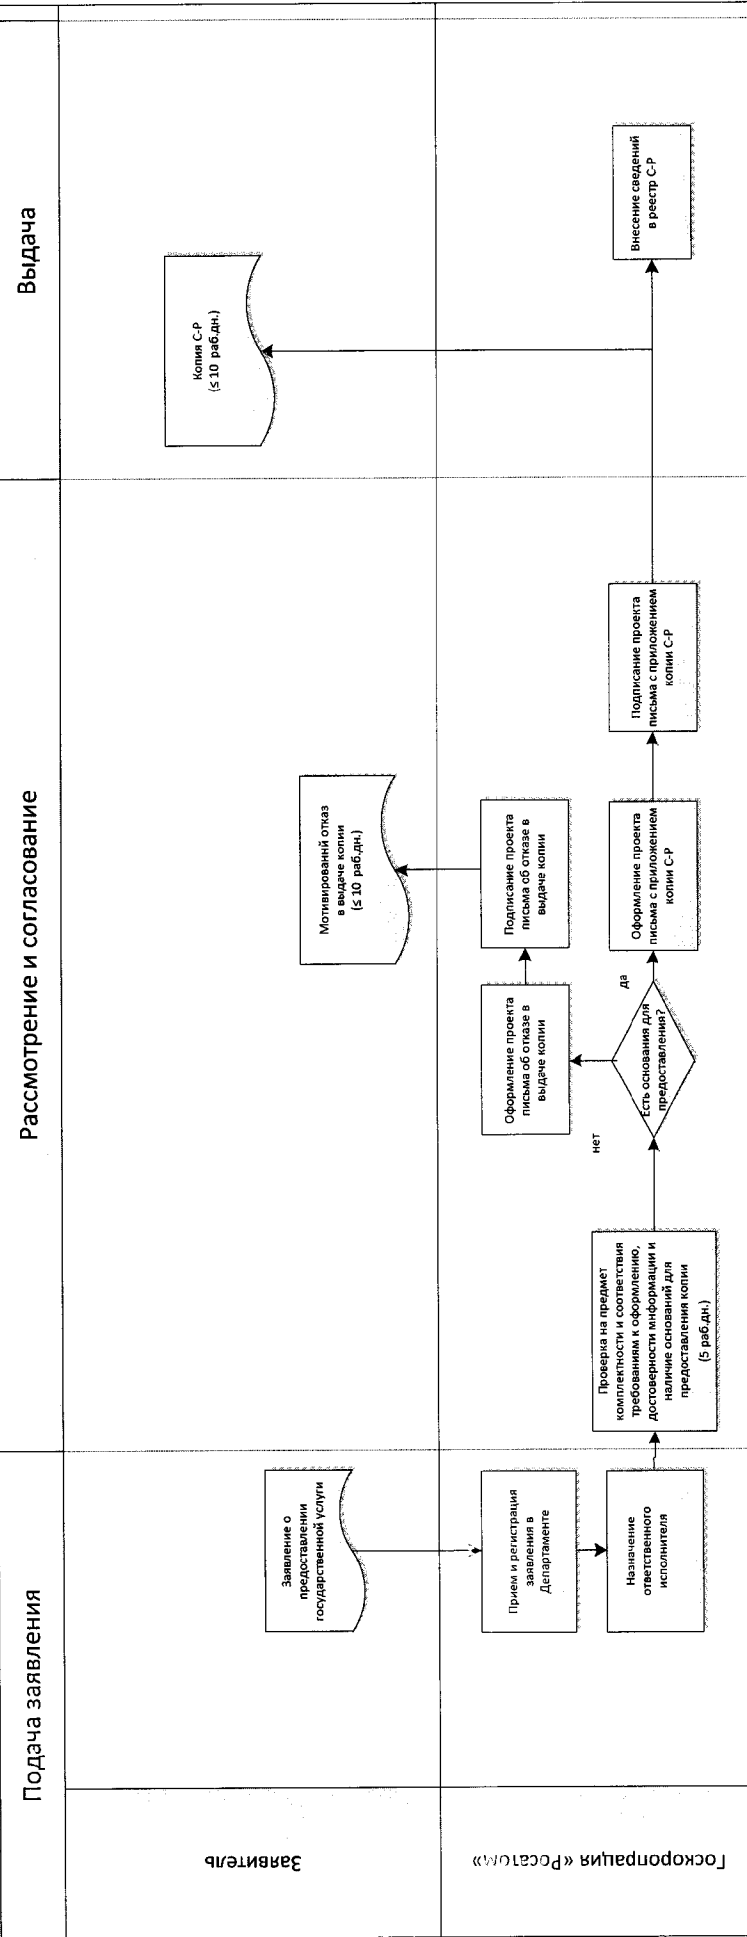 Подача заявления
Рассмотрение и согласование
Выдача
Заявитель
Заявление о
предоставлении
государственной услуги
Мотивированнй отказ
в выдаче копии
(≤ 10 раб.дн.)
Копия С-Р
(≤ 10 раб.дн.)
Госкоропрация «Росатом»
Прием и регистрация
заявления в
Департаменте
Назначение
ответственного
исполнителя
Проверка на предмет
комплектности и соответствия
требованиям к оформлению,
достоверности мнформации и
наличие оснований для
предоставления копии
(5 раб.дн.)
Есть основания для
предоставления?
нет
да
Оформление проекта
письма об отказе в
выдаче копии
Подписание проекта
письма об отказе в
выдаче копии
Оформление проекта
письма с приложением
копии С-Р
Подписание проекта
письма с приложением
копии С-Р
Внесение сведений
в реестр С-Р